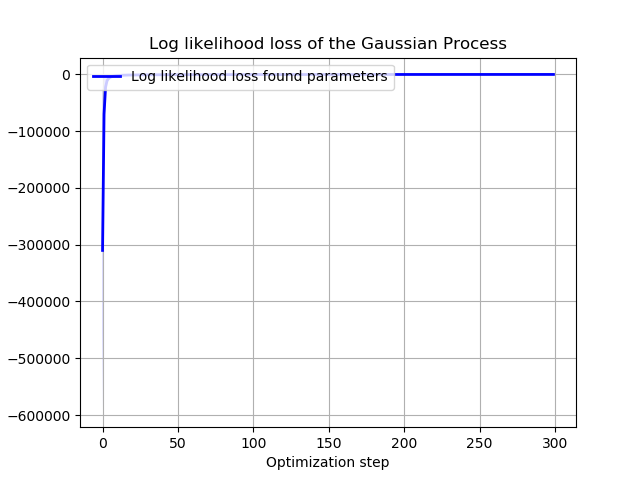 Log likelihood loss of the Gaussian Process
Log likelihood loss found parameters
0
−100000
−200000
−300000
−400000
−500000
−600000
0 50 100 150 200 250 300
Optimization step